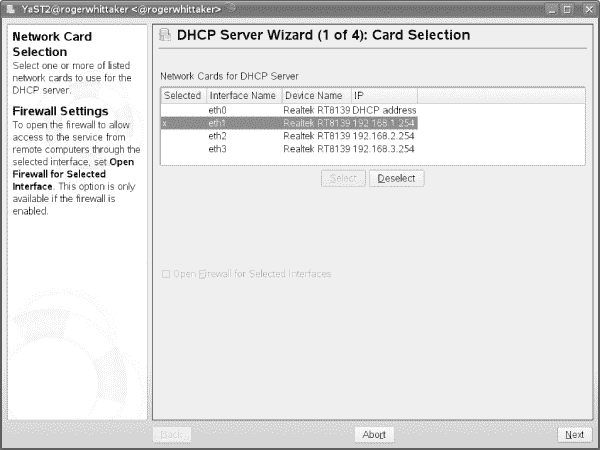 YaST2@rogerwhittaker <@rogerwhittaker>
Network Card
Selection
Select one or more of listed
network cards to use for the
DHCP server.
Firewall Settings
To open the firewall to allow
access to the service from
remote computers through the
selected interface, set Open
Firewall for Selected
Interface. This option is only
available if the firewall is
enabled.
DHCP Server Wizard (1 of 4): Card Selection
Network Cards for DHCP Server
Selected Interface Name Device Name IP
eth0 Realtek RT8139 DHCP address
x eth1 Realtek RT8139 192.168.1.254
eth2 Realtek RT8139 192.168.2.254
eth3 Realtek RT8139 192.168.3.254
Select Deselect
Open Firewall for Selected Interfaces
Back Abort Next